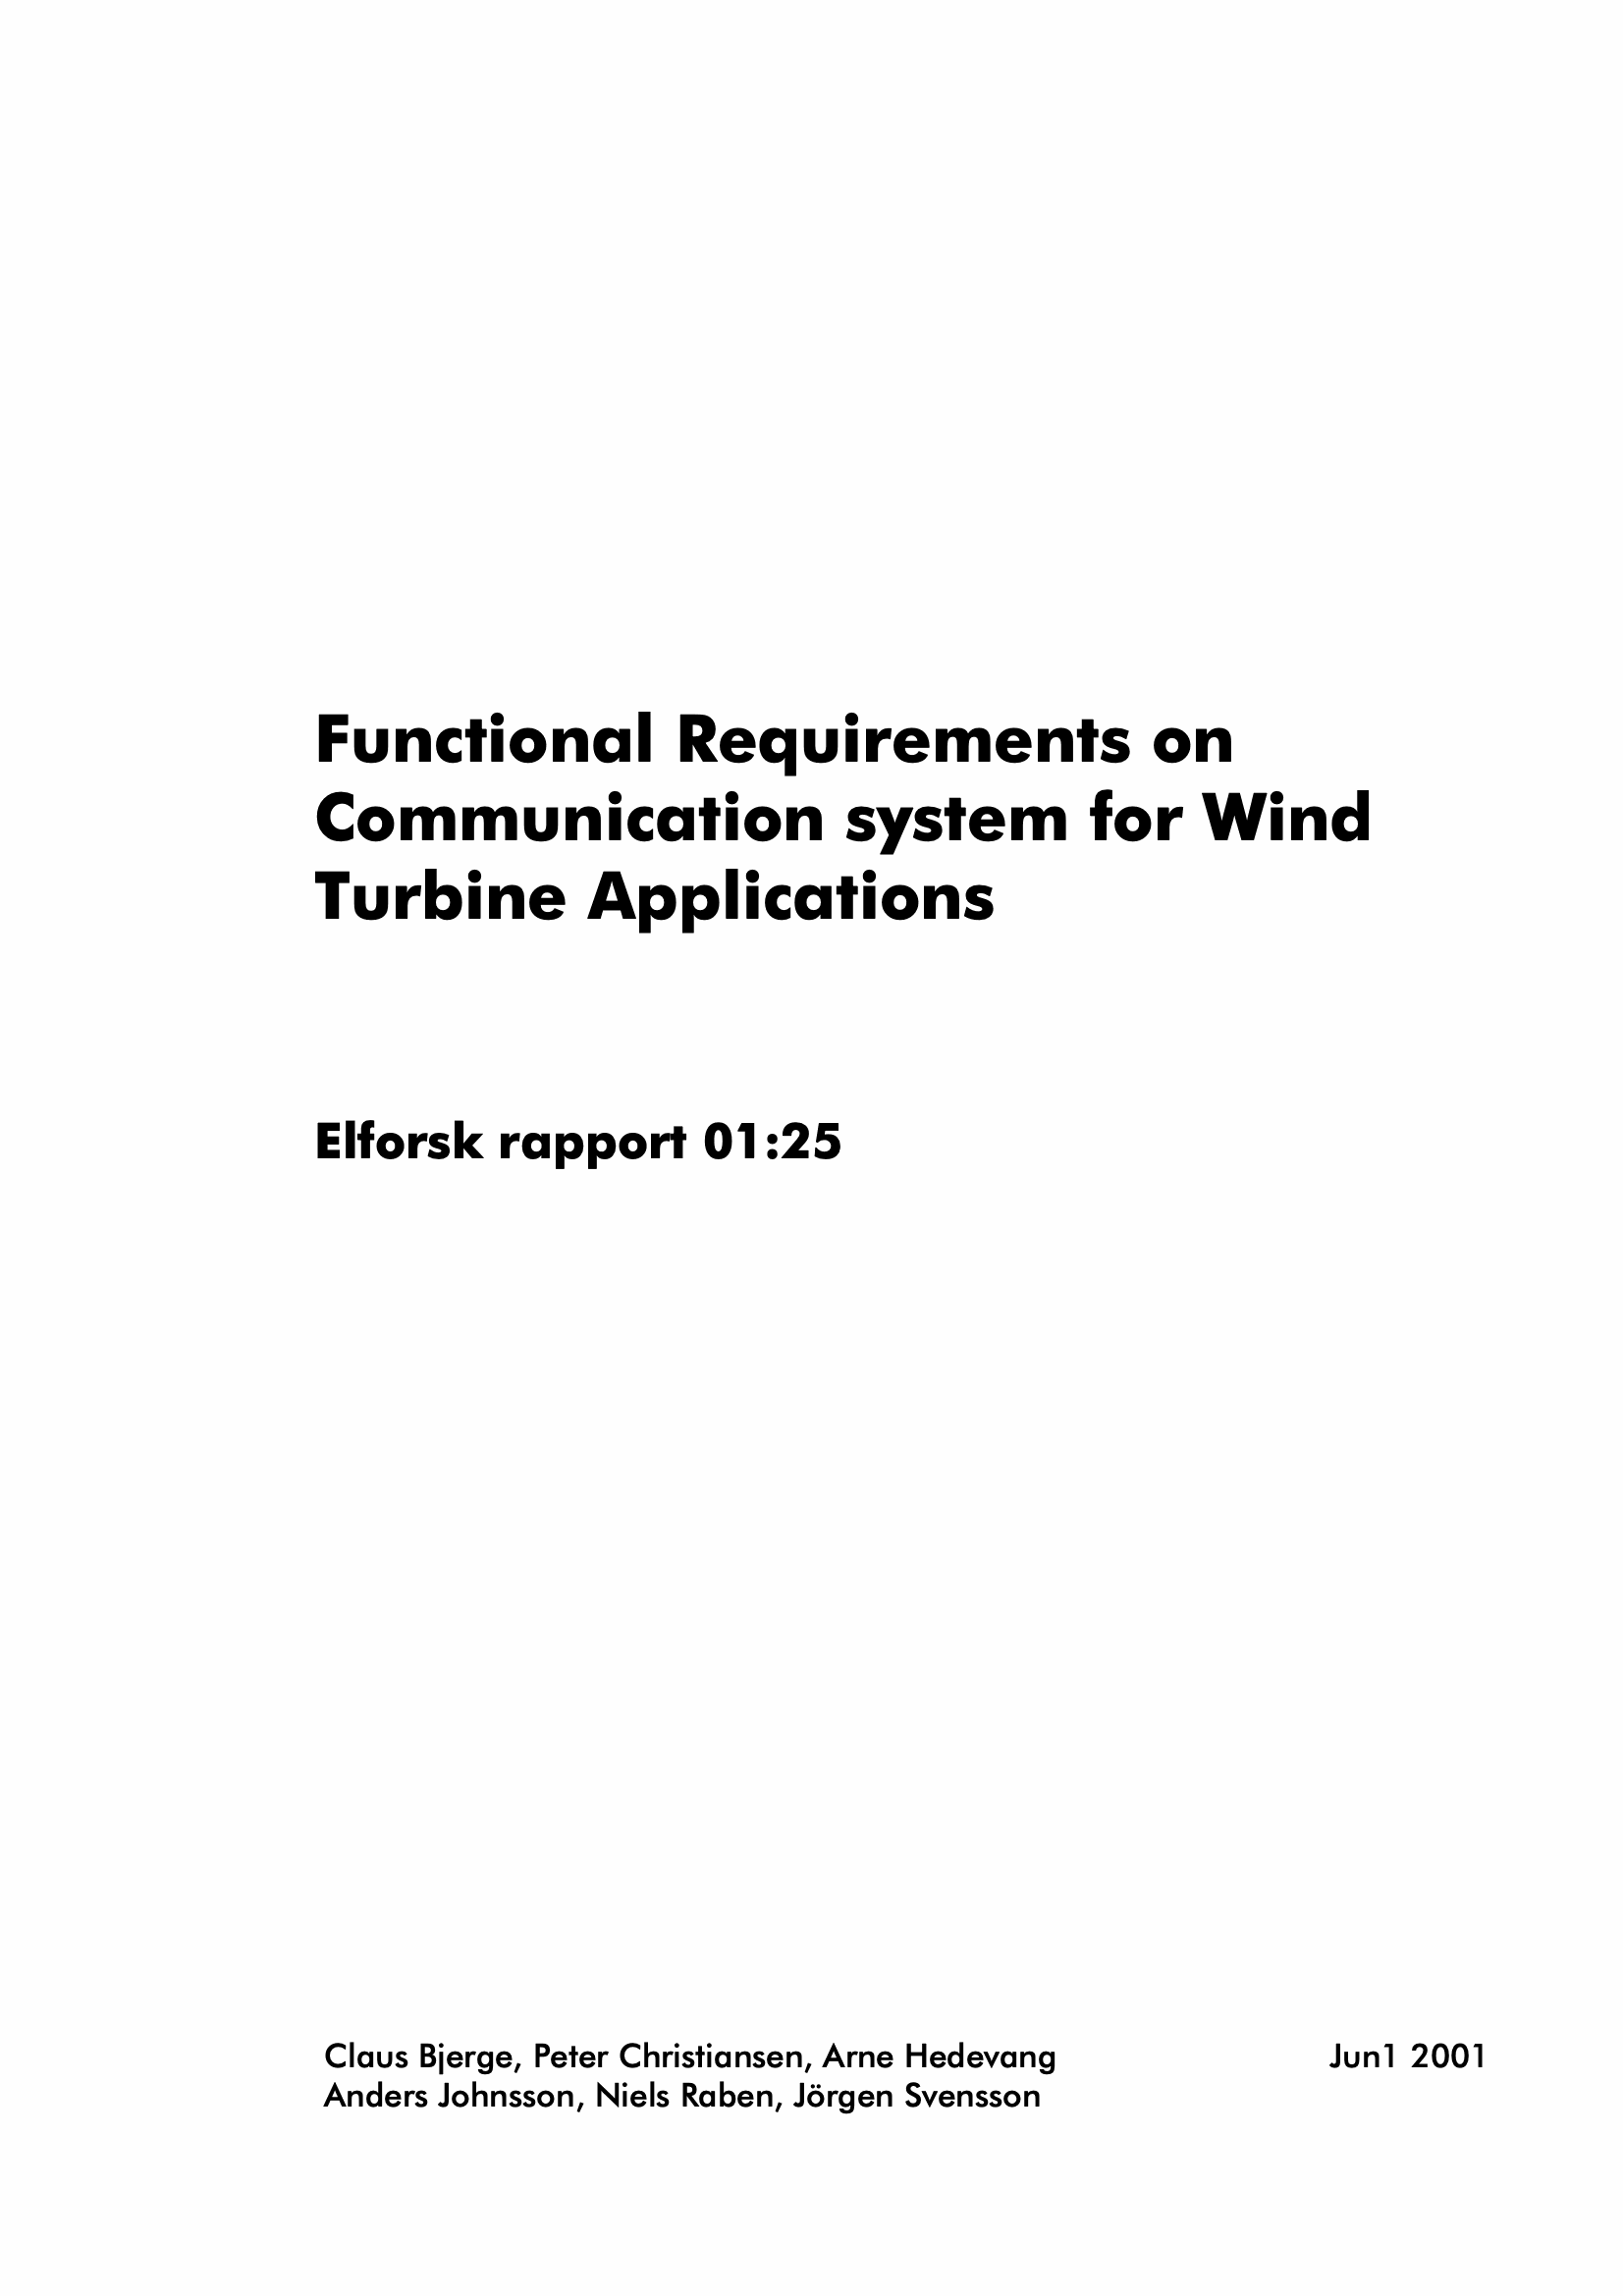 Functional Requirements on
Communication system for Wind
Turbine Applications
Elforsk rapport 01:25
Claus Bjerge, Peter Christiansen, Arne Hedevang
Jun1 2001
Anders Johnsson, Niels Raben, Jörgen Svensson